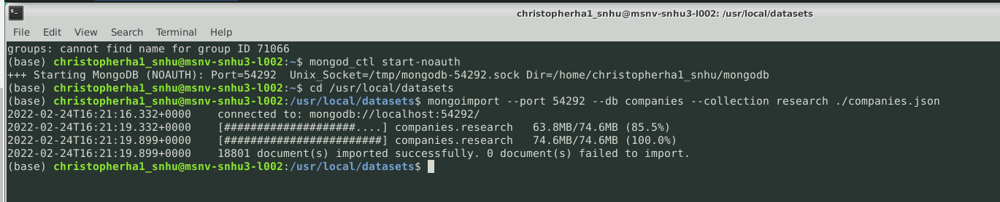 christopherha1_snhu@msnv-snhu3-l002: /usr/local/datasets
File Edit View Search Terminal Help
groups: cannot find name for group ID 71066
(base) christopherha1_snhu@msnv-snhu3-l002:~$ mongod_ctl start-noauth
+++ Starting MongoDB (NOAUTH): Port=54292  Unix_Socket=/tmp/mongodb-54292.sock Dir=/home/christopherha1_snhu/mongodb
(base) christopherha1_snhu@msnv-snhu3-l002:~$ cd /usr/local/datasets
(base) christopherha1_snhu@msnv-snhu3-l002:/usr/local/datasets$ mongoimport --port 54292 --db companies --collection research ./companies.json
2022-02-24T16:21:16.332+0000    connected to: mongodb://localhost:54292/
2022-02-24T16:21:19.332+0000    [####################....] companies.research   63.8MB/74.6MB (85.5%)
2022-02-24T16:21:19.899+0000    [########################] companies.research   74.6MB/74.6MB (100.0%)
2022-02-24T16:21:19.899+0000    18801 document(s) imported successfully. 0 document(s) failed to import.
(base) christopherha1_snhu@msnv-snhu3-l002:/usr/local/datasets$